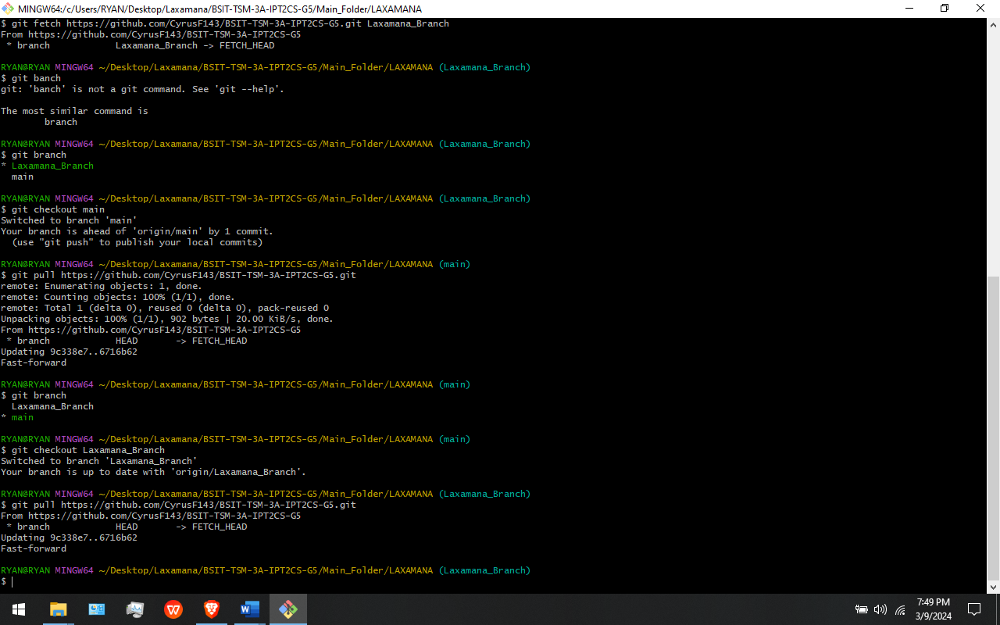 MINGW64:/c/Users/RYAN/Desktop/Laxamana/BSIT-TSM-3A-IPT2CS-G5/Main_Folder/LAXAMANA
$ git fetch https://github.com/CyrusF143/BSIT-TSM-3A-IPT2CS-G5.git Laxamana_Branch
From https://github.com/CyrusF143/BSIT-TSM-3A-IPT2CS-G5
 * branch            Laxamana_Branch -> FETCH_HEAD

RYAN@RYAN MINGW64 ~/Desktop/Laxamana/BSIT-TSM-3A-IPT2CS-G5/Main_Folder/LAXAMANA (Laxamana_Branch)
$ git banch
git: 'banch' is not a git command. See 'git --help'.

The most similar command is
        branch

RYAN@RYAN MINGW64 ~/Desktop/Laxamana/BSIT-TSM-3A-IPT2CS-G5/Main_Folder/LAXAMANA (Laxamana_Branch)
$ git branch
* Laxamana_Branch
  main

RYAN@RYAN MINGW64 ~/Desktop/Laxamana/BSIT-TSM-3A-IPT2CS-G5/Main_Folder/LAXAMANA (Laxamana_Branch)
$ git checkout main
Switched to branch 'main'
Your branch is ahead of 'origin/main' by 1 commit.
  (use "git push" to publish your local commits)

RYAN@RYAN MINGW64 ~/Desktop/Laxamana/BSIT-TSM-3A-IPT2CS-G5/Main_Folder/LAXAMANA (main)
$ git pull https://github.com/CyrusF143/BSIT-TSM-3A-IPT2CS-G5.git
remote: Enumerating objects: 1, done.
remote: Counting objects: 100% (1/1), done.
remote: Total 1 (delta 0), reused 0 (delta 0), pack-reused 0
Unpacking objects: 100% (1/1), 902 bytes | 20.00 KiB/s, done.
From https://github.com/CyrusF143/BSIT-TSM-3A-IPT2CS-G5
 * branch            HEAD       -> FETCH_HEAD
Updating 9c338e7..6716b62
Fast-forward

RYAN@RYAN MINGW64 ~/Desktop/Laxamana/BSIT-TSM-3A-IPT2CS-G5/Main_Folder/LAXAMANA (main)
$ git branch
  Laxamana_Branch
* main

RYAN@RYAN MINGW64 ~/Desktop/Laxamana/BSIT-TSM-3A-IPT2CS-G5/Main_Folder/LAXAMANA (main)
$ git checkout Laxamana_Branch
Switched to branch 'Laxamana_Branch'
Your branch is up to date with 'origin/Laxamana_Branch'.

RYAN@RYAN MINGW64 ~/Desktop/Laxamana/BSIT-TSM-3A-IPT2CS-G5/Main_Folder/LAXAMANA (Laxamana_Branch)
$ git pull https://github.com/CyrusF143/BSIT-TSM-3A-IPT2CS-G5.git
From https://github.com/CyrusF143/BSIT-TSM-3A-IPT2CS-G5
 * branch            HEAD       -> FETCH_HEAD
Updating 9c338e7..6716b62
Fast-forward

RYAN@RYAN MINGW64 ~/Desktop/Laxamana/BSIT-TSM-3A-IPT2CS-G5/Main_Folder/LAXAMANA (Laxamana_Branch)
$
7:49 PM
3/9/2024